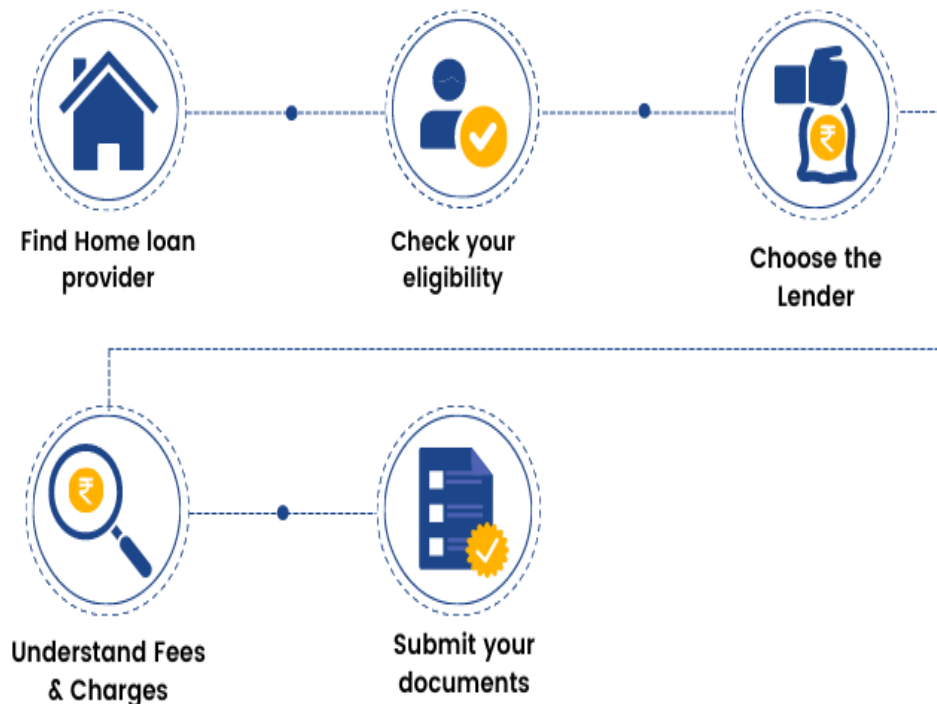 ₹
Find Home loan
provider
Check your
eligibility
Choose the
Lender
₹
Understand Fees
& Charges
Submit your
documents